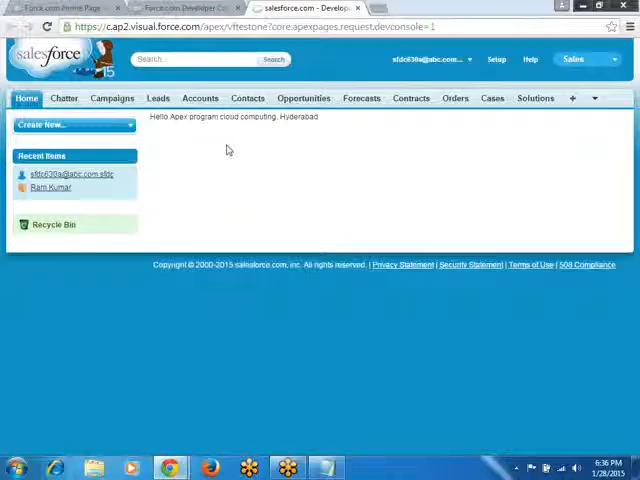 Force.com Home Page
Force.com Developer Co
salesforce.com - Develop
https://c.ap2.visual.force.com/apex/vftestone?core.apexpages.request.devconsole=1
salesforce
15
Search...
Search
sfdc630a@abc.com...
Setup
Help
Sales
Home
Chatter
Campaigns
Leads
Accounts
Contacts
Opportunities
Forecasts
Contracts
Orders
Cases
Solutions
+
Create New...
Hello Apex program cloud computing, Hyderabad
Recent Items
sfdc630a@abc.com sfdc
Ram Kumar
Recycle Bin
Copyright © 2000-2015 salesforce.com, inc. All rights reserved. | Privacy Statement | Security Statement | Terms of Use | 508 Compliance
6:36 PM
1/28/2015